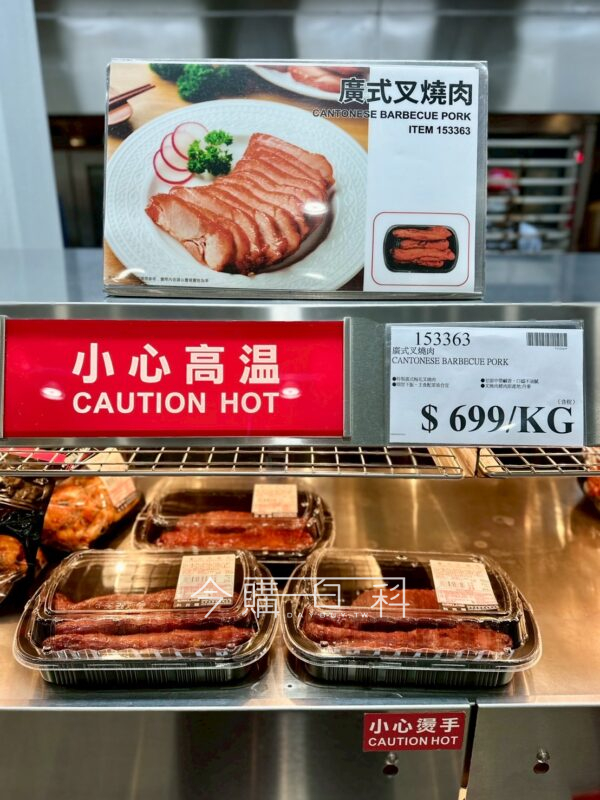 廣式叉燒肉
CANTONESE BARBECUE PORK
ITEM 153363
小心高温
CAUTION HOT
153363
廣式叉燒肉
CANTONESE BARBECUE PORK
$ 699/KG
今購百科
小心燙手
CAUTION HOT